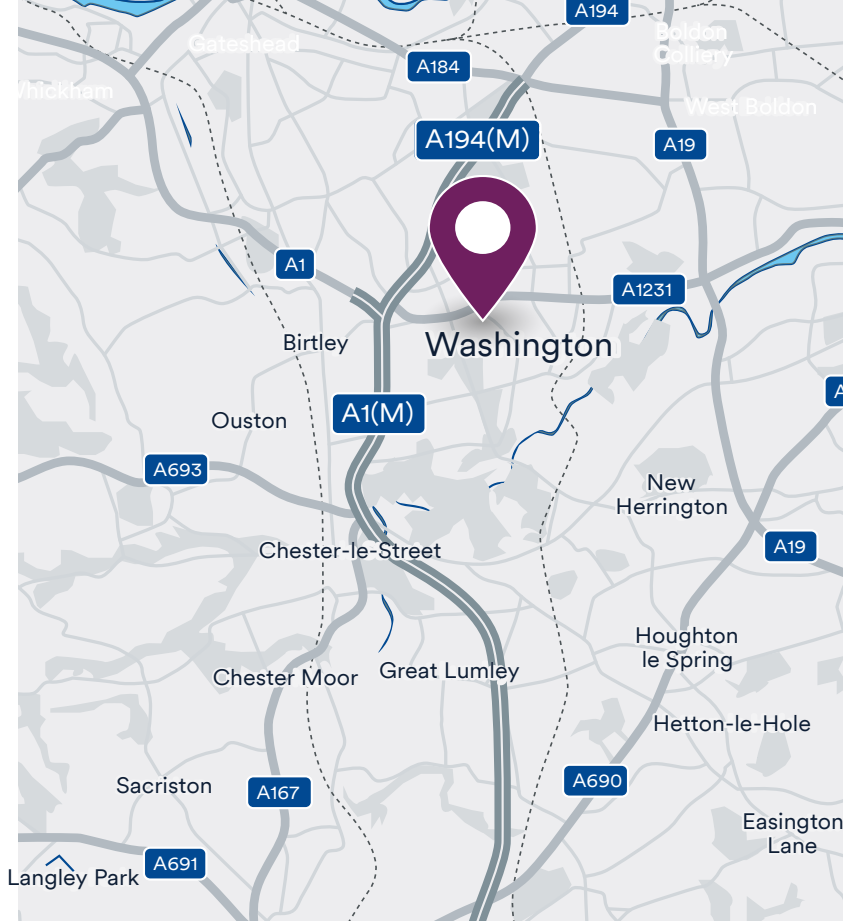 A194
Boldon
Colliery
Gateshead
A184
Whickham
West Boldon
A194(M)
A19
A1
A1231
Birtley
Washington
A1(M)
Ouston
A693
New
Herrington
A19
Chester-le-Street
Houghton
le Spring
Chester Moor
Great Lumley
Hetton-le-Hole
Sacriston
A167
A690
Easington
Lane
A691
Langley Park